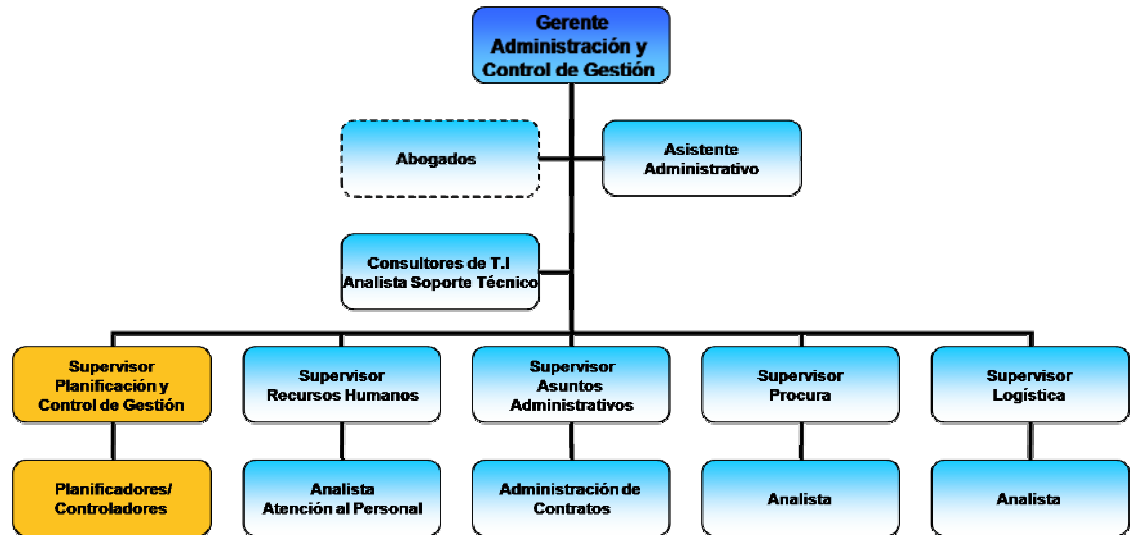 Gerente
Administración y
Control de Gestión
Abogados
Asistente
Administrativo
Consultores de T.I
Analista Soporte Técnico
Supervisor
Planificación y
Control de Gestión
Supervisor
Recursos Humanos
Supervisor
Asuntos
Administrativos
Supervisor
Procura
Supervisor
Logística
Planificadores/
Controladores
Analista
Atención al Personal
Administración de
Contratos
Analista
Analista